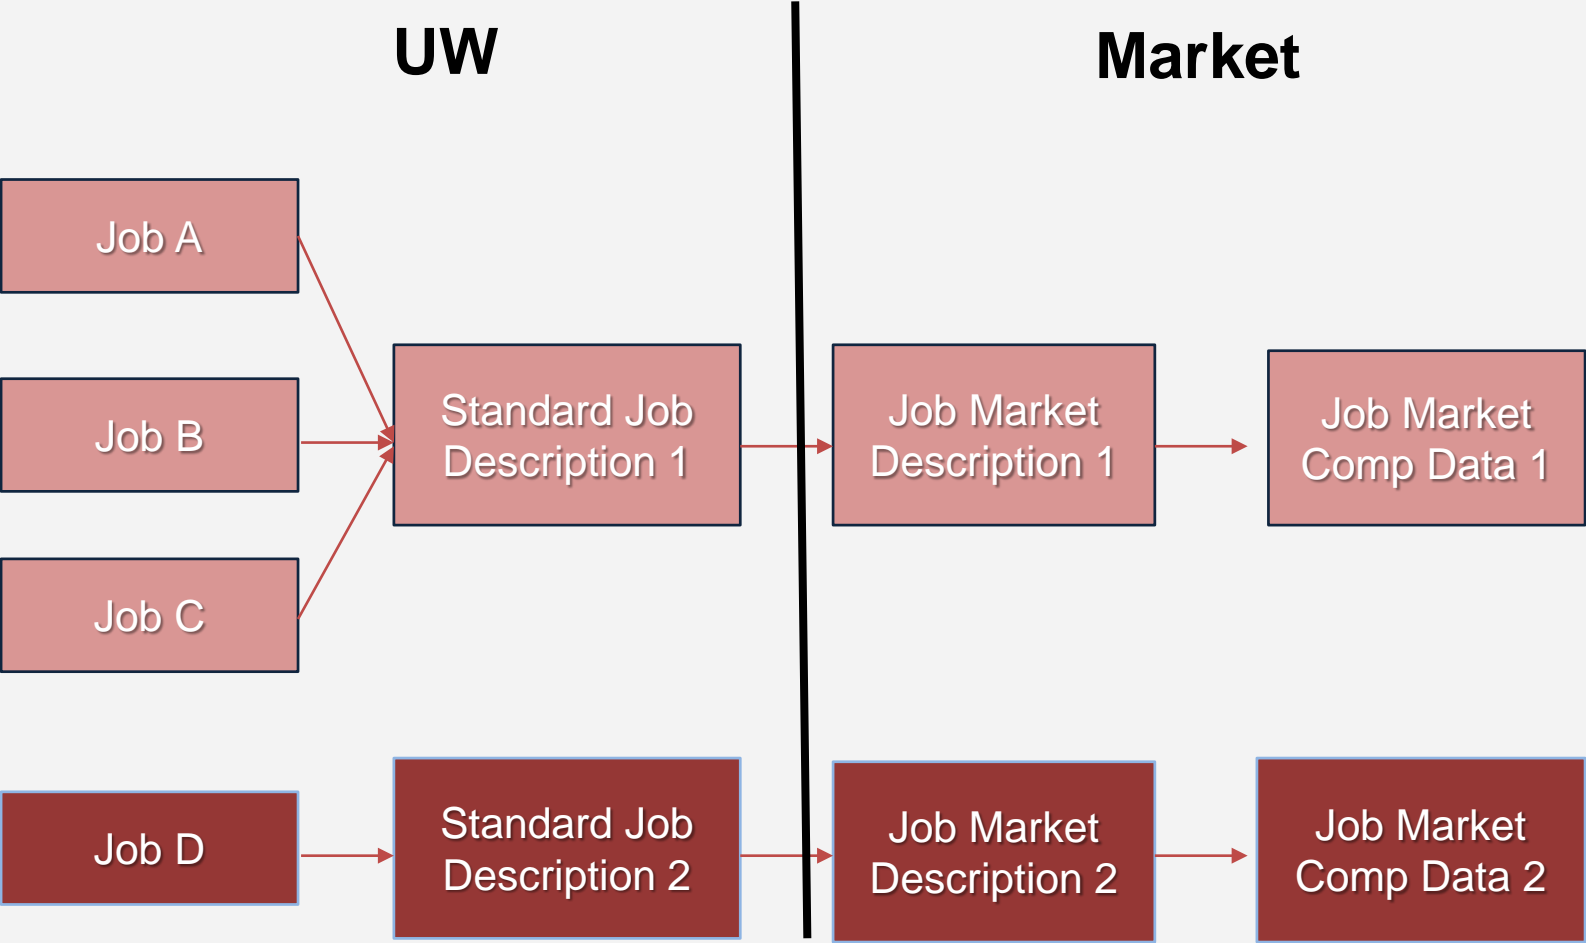 UW
Market
Job A
Job B
Job C
Standard Job
Description 1
Job Market
Description 1
Job Market
Comp Data 1
Job D
Standard Job
Description 2
Job Market
Description 2
Job Market
Comp Data 2